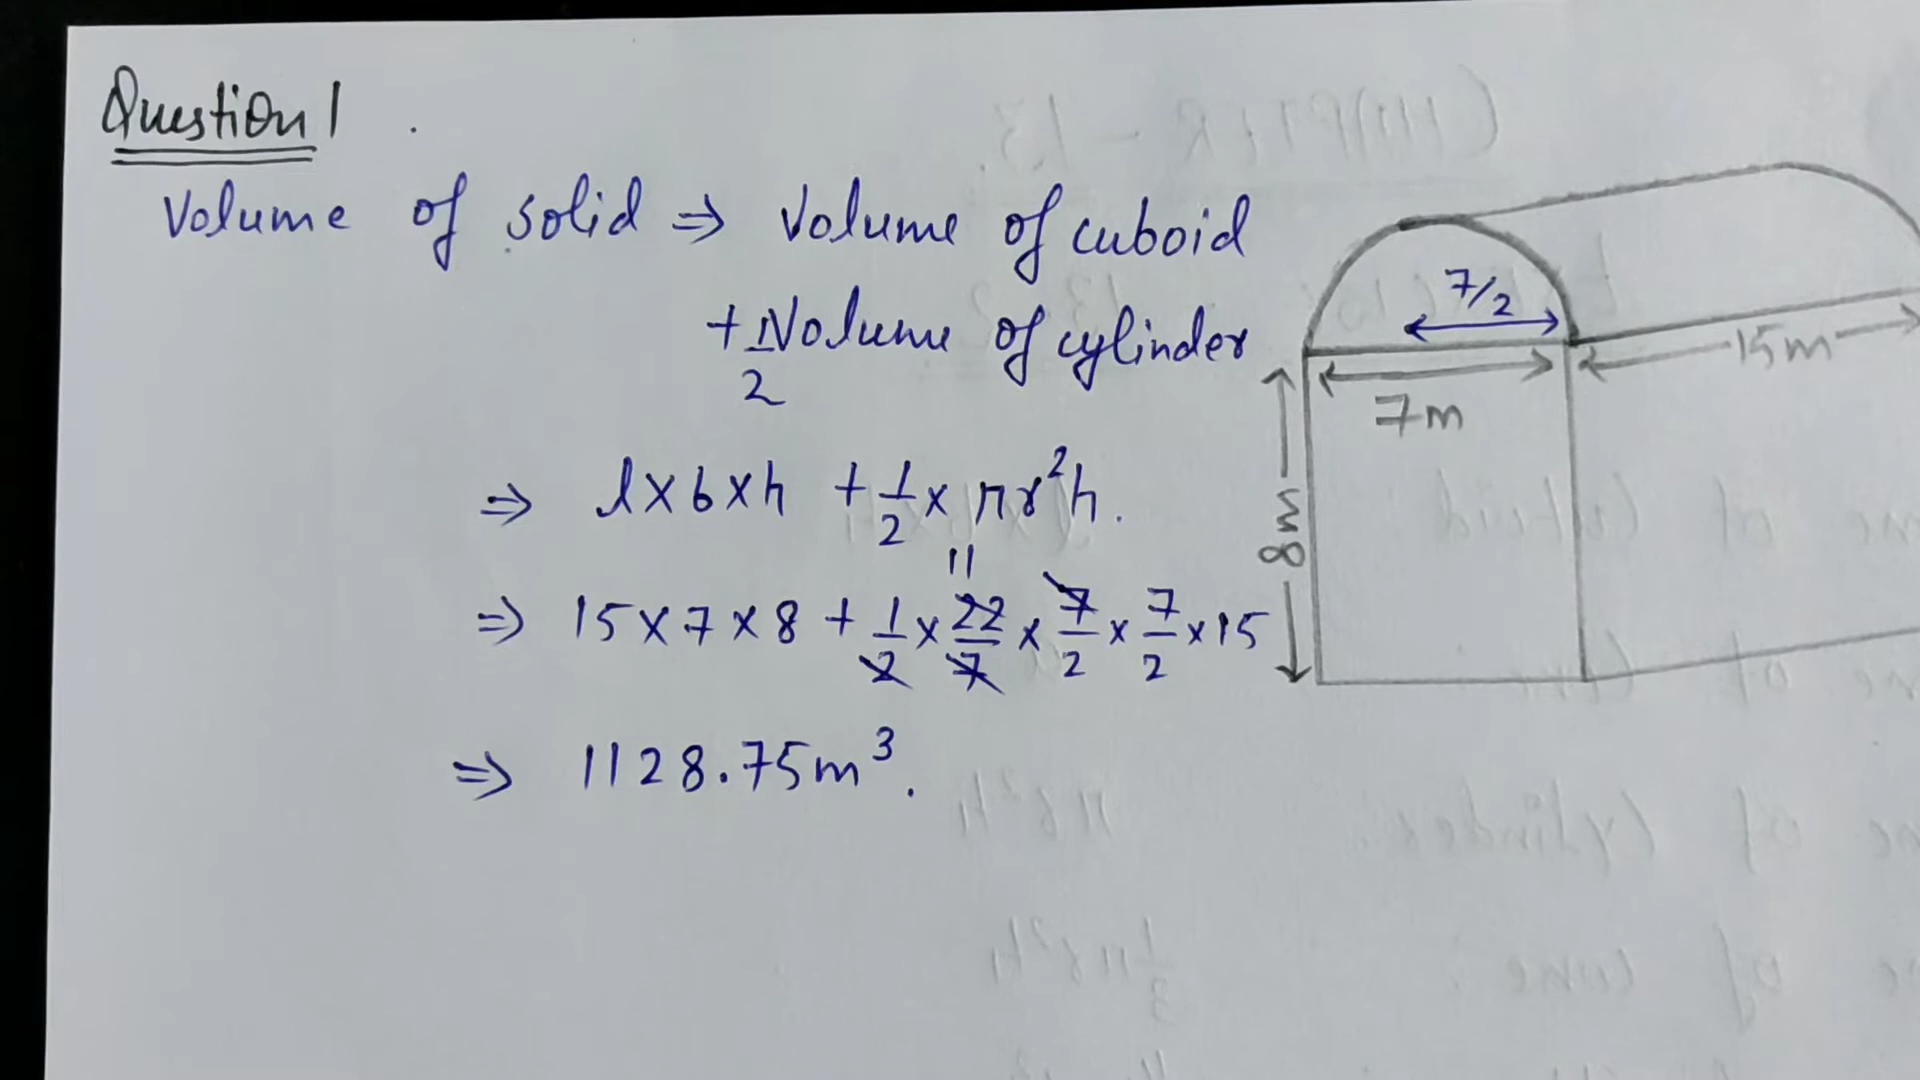 Question 1
Volume of solid ⇒ Volume of cuboid
+ 1/2 Volume of cylinder
⇒ l×b×h + 1/2 × πr²h.
11
⇒ 15×7×8 + 1/2 × 22/7 × 7/2 × 7/2 ×15
⇒ 1128.75m³.
7/2
7m
15m
8m